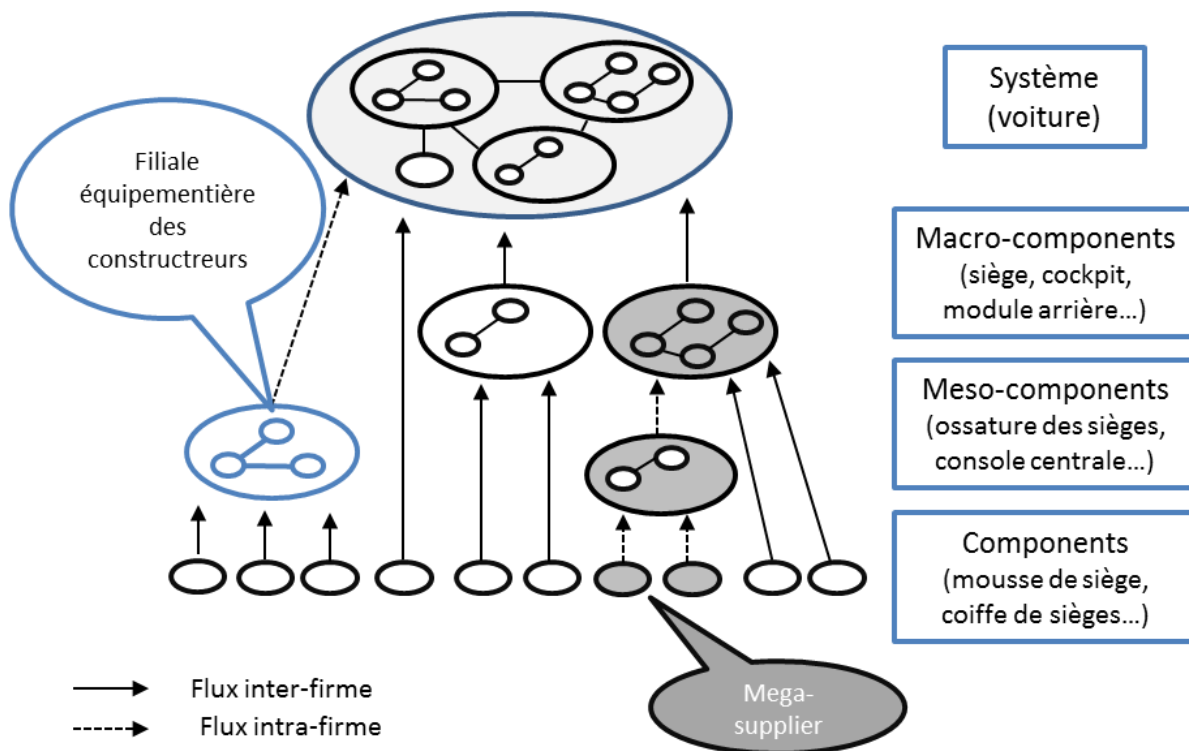 Système
(voiture)
Filiale
équipementière
des
constructreurs
Macro-components
(siège, cockpit,
module arrière…)
Meso-components
(ossature des sièges,
console centrale…)
Components
(mousse de siège,
coiffe de sièges…)
Flux inter-firme
Flux intra-firme
Mega-
supplier